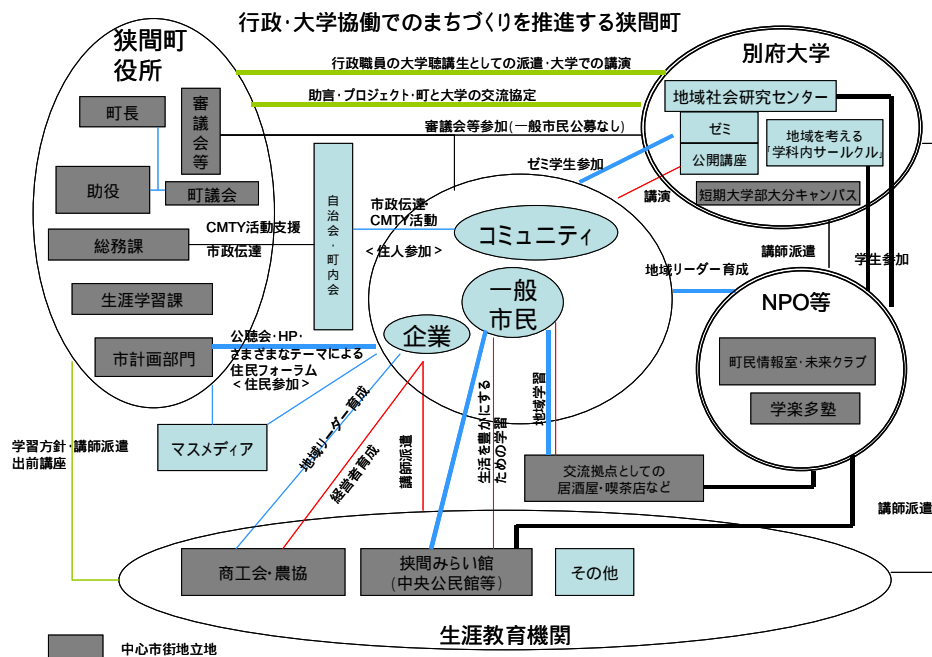 行政・大学協働でのまちづくりを推進する狭間町
狭間町
役所
別府大学
行政職員の大学聴講生としての派遣・大学での講演
助言・プロジェクト・町と大学の交流協定
審議会等参加(一般市民公募なし)
町長
審議会等
助役
町議会
総務課
生涯学習課
市計画部門
CMTY活動支援
市政伝達
自治会・町内会
市政伝達・
CMTY活動
<住人参加>
ゼミ学生参加
講演
地域社会研究センター
ゼミ
公開講座
地域を考える
「学科内サールクル」
短期大学部大分キャンパス
コミュニティ
一般
市民
企業
地域リーダー育成
講師派遣
学生参加
NPO等
町民情報室・未来クラブ
学楽多塾
公聴会・HP・
さまざまなテーマによる
住民フォーラム
<住民参加>
マスメディア
学習方針・講師派遣
出前講座
地域リーダー育成
経営者育成
講師派遣
生活を豊かにする
ための学習
地域学習
交流拠点としての
居酒屋・喫茶店など
講師派遣
商工会・農協
狭間みらい館
(中央公民館等)
その他
生涯教育機関
中心市街地立地